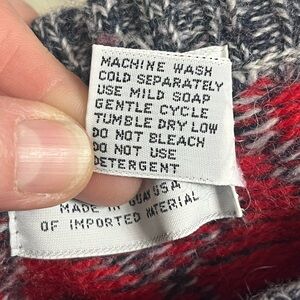 MACHINE WASH
COLD SEPARATELY
USE MILD SOAP
GENTLE CYCLE
TUMBLE DRY LOW
DO NOT BLEACH
DO NOT USE
DETERGENT
MADE IN USA
OF IMPORTED MATERIAL